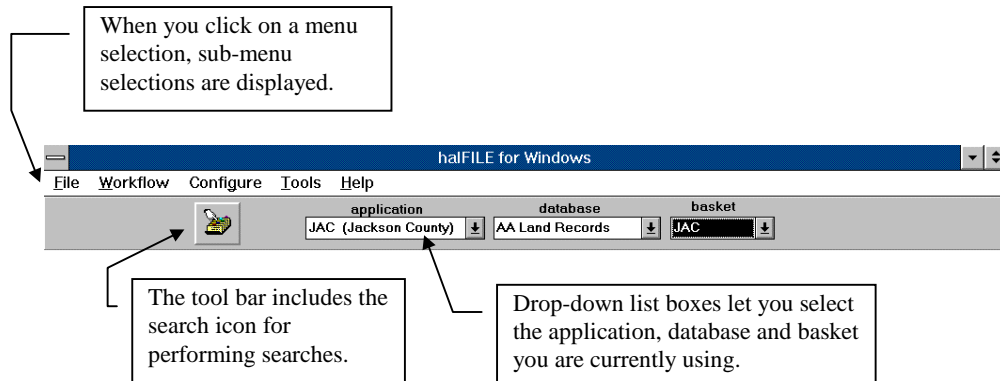 When you click on a menu
selection, sub-menu
selections are displayed.
halFILE for Windows
File Workflow Configure Tools Help
application database basket
JAC (Jackson County) AA Land Records JAC
The tool bar includes the
search icon for
performing searches.
Drop-down list boxes let you select
the application, database and basket
you are currently using.